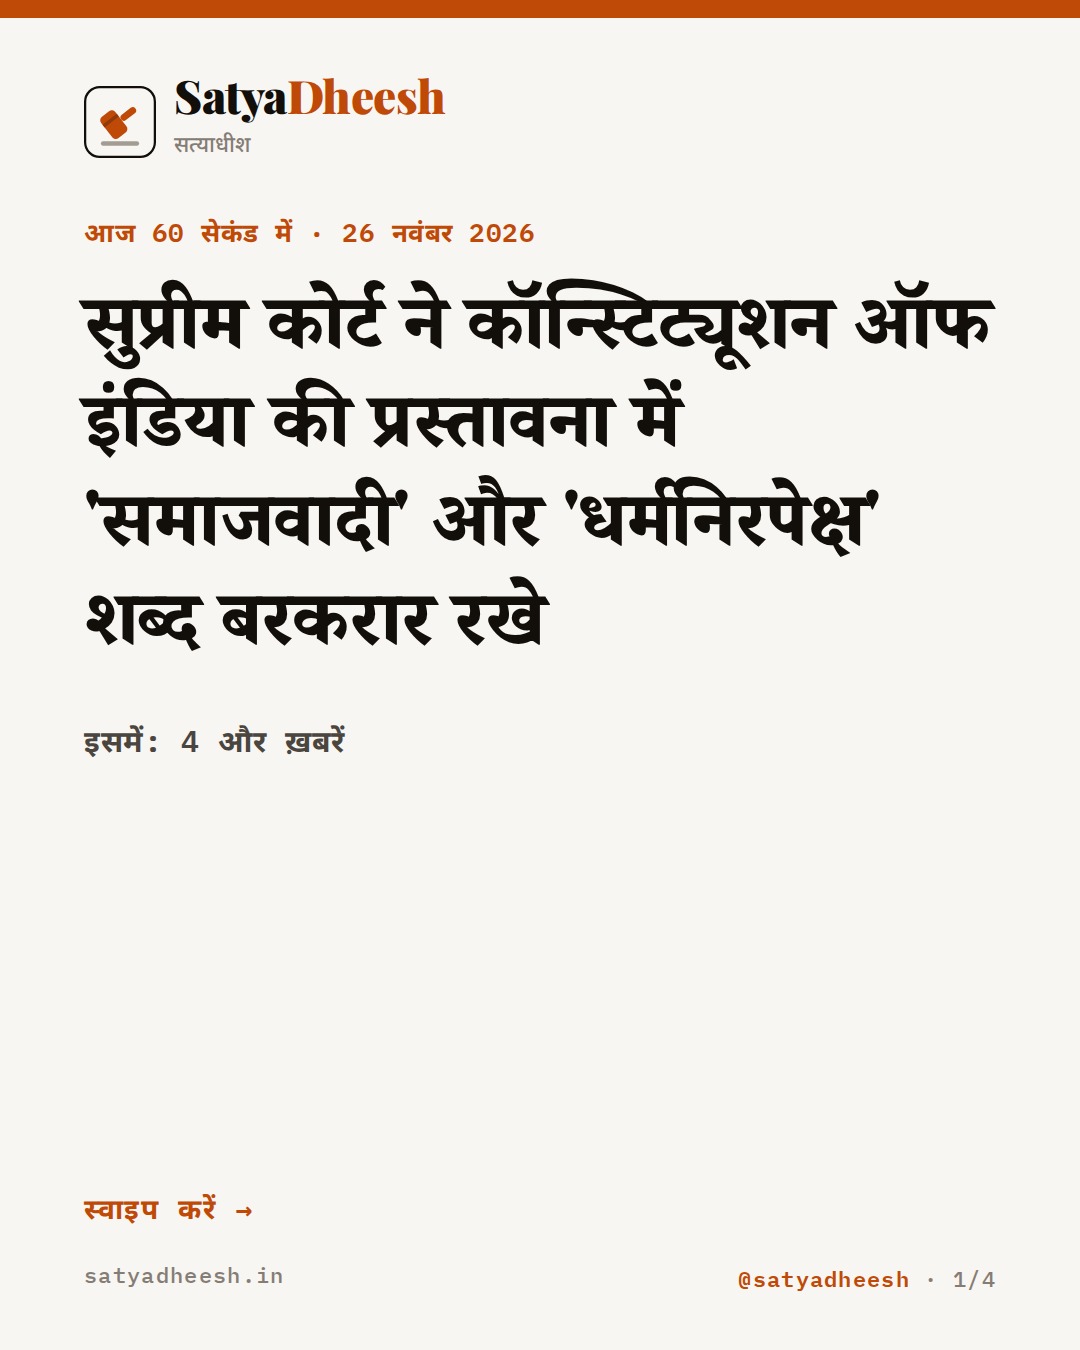 SatyaDheesh
सत्याधीश
आज 60 सेकंड में · 26 नवंबर 2026
सुप्रीम कोर्ट ने कॉन्स्टिट्यूशन ऑफ
इंडिया की प्रस्तावना में
'समाजवादी' और 'धर्मनिरपेक्ष'
शब्द बरकरार रखे
इसमें: 4 और ख़बरें
स्वाइप करें →
satyadheesh.in
@satyadheesh · 1/4